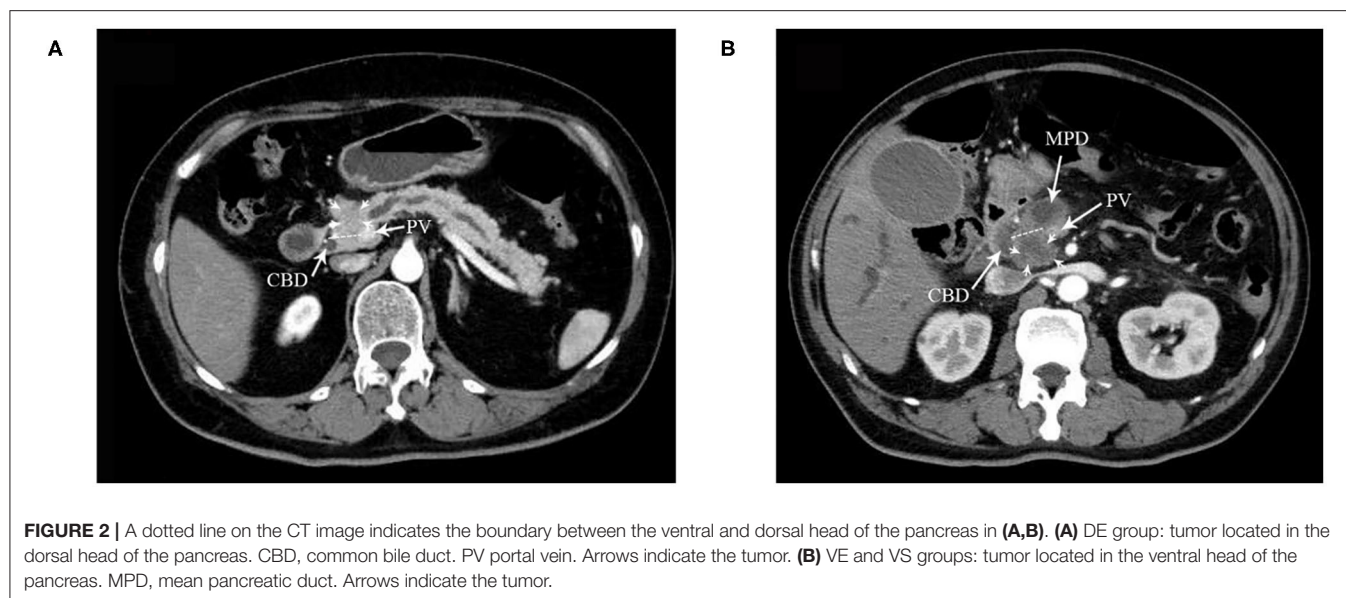 A
B
PV
CBD
MPD
PV
CBD
FIGURE 2 | A dotted line on the CT image indicates the boundary between the ventral and dorsal head of the pancreas in (A,B). (A) DE group: tumor located in the
dorsal head of the pancreas. CBD, common bile duct. PV portal vein. Arrows indicate the tumor. (B) VE and VS groups: tumor located in the ventral head of the
pancreas. MPD, mean pancreatic duct. Arrows indicate the tumor.